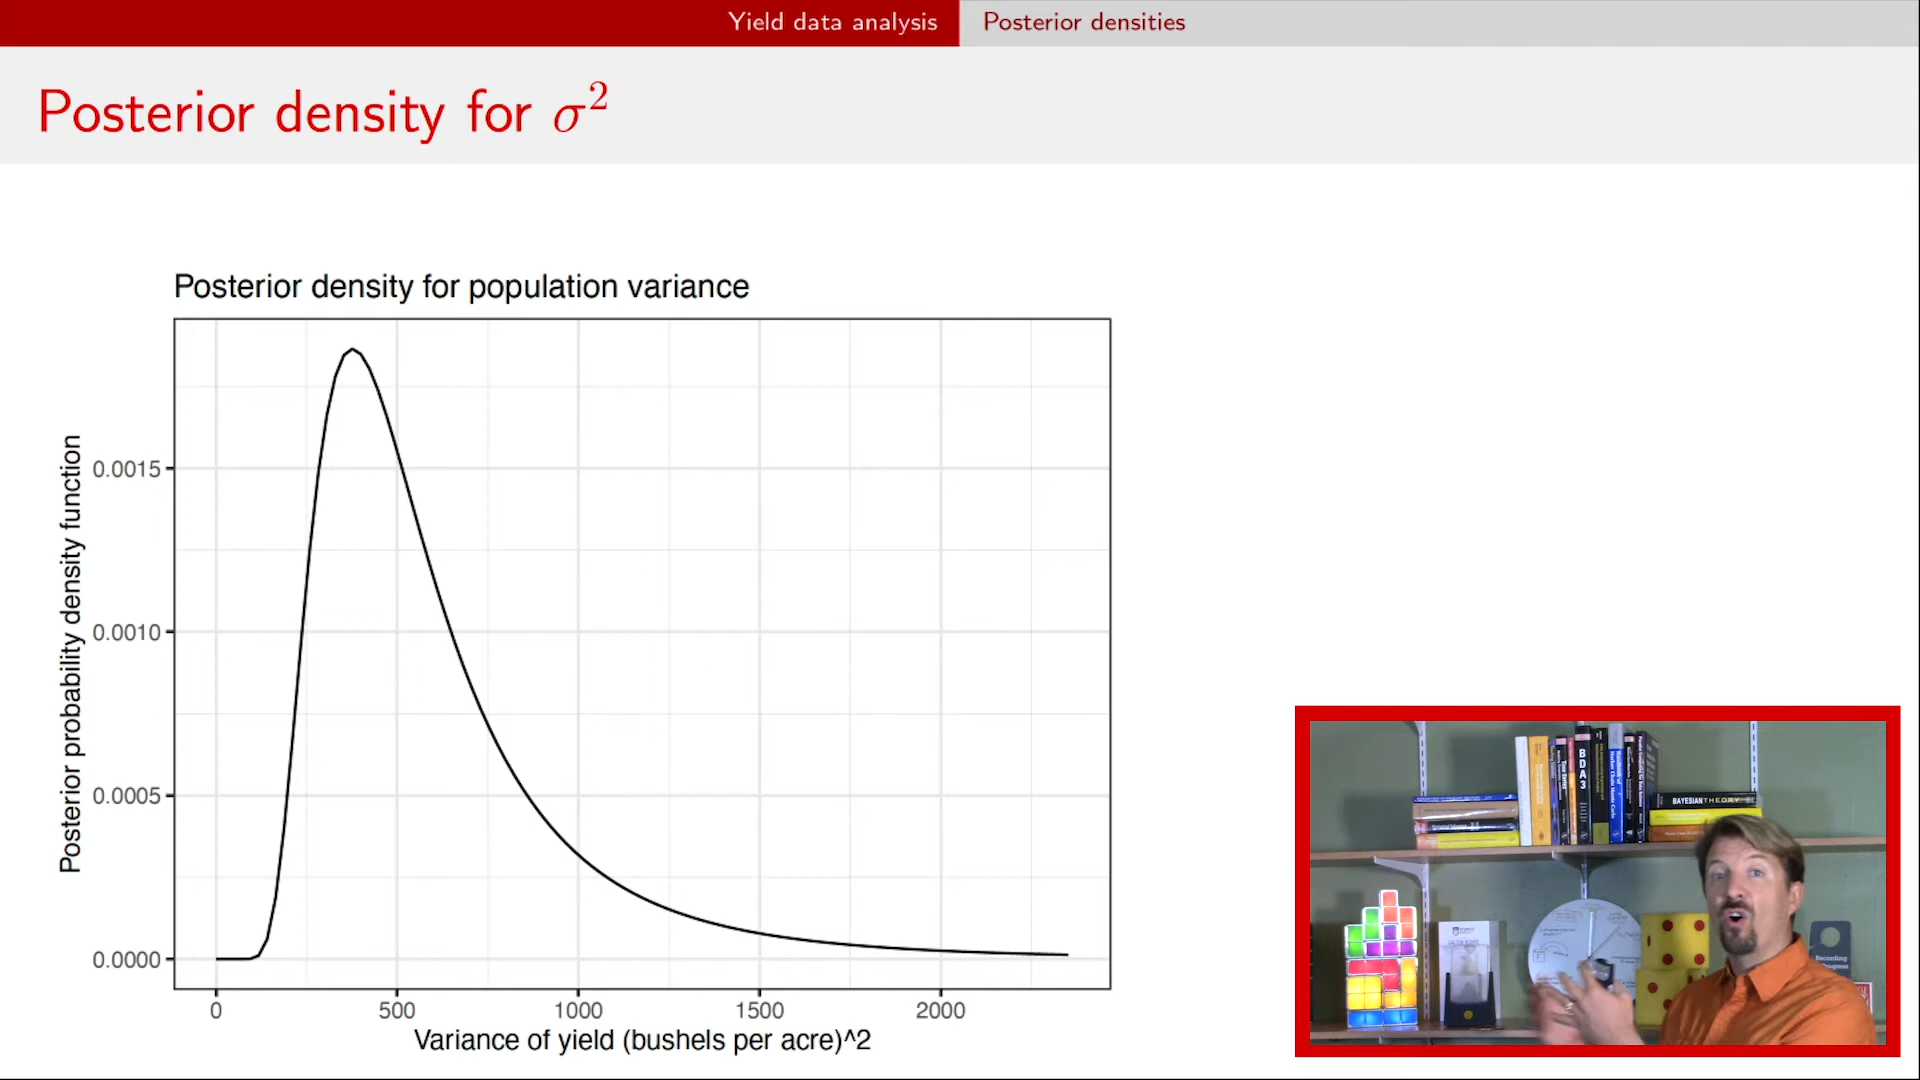 Yield data analysis
Posterior densities
Posterior density for σ²
Posterior density for population variance
Posterior probability density function
0.0015
0.0010
0.0005
0.0000
0
500
1000
1500
2000
Variance of yield (bushels per acre)^2
BDA3
BAYESIAN THEORY
Recording